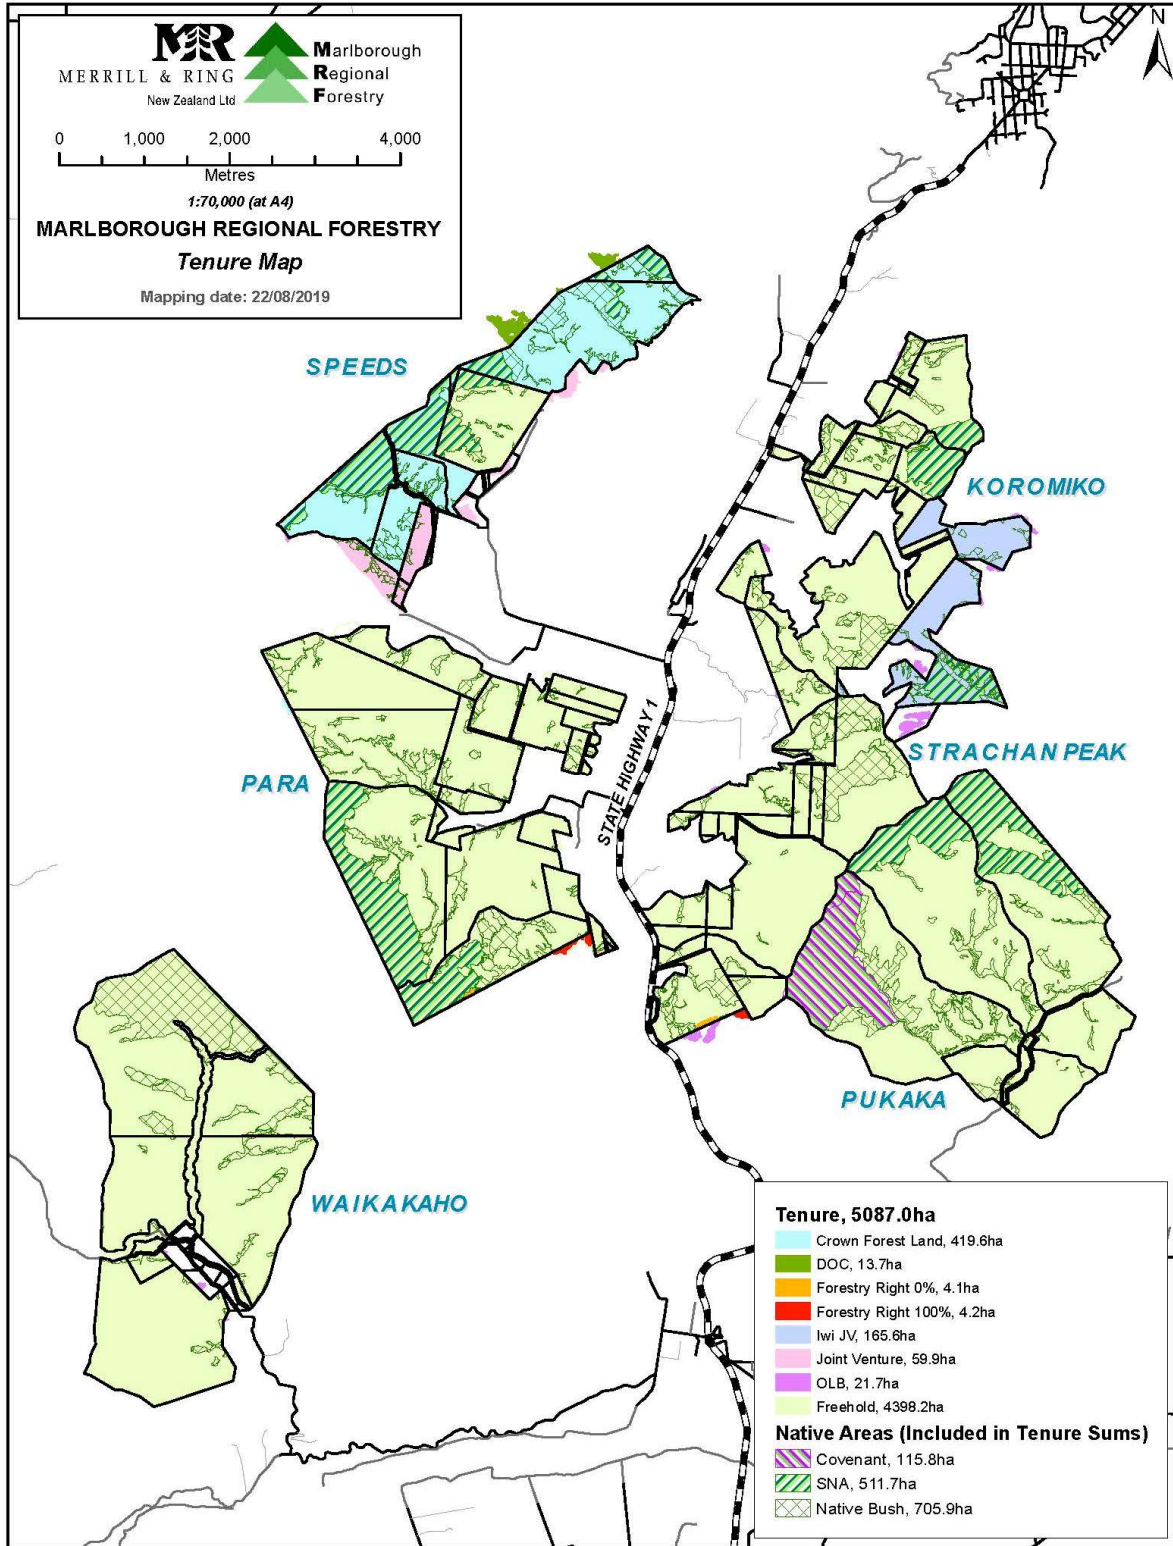 MR
MERRILL & RING
New Zealand Ltd
Marlborough
Regional
Forestry
0 1,000 2,000 4,000
Metres
1:70,000 (at A4)
MARLBOROUGH REGIONAL FORESTRY
Tenure Map
Mapping date: 22/08/2019
N
SPEEDS
KOROMIKO
STATE HIGHWAY 1
STRACHAN PEAK
PARA
PUKAKA
WAIKAKAHO
Tenure, 5087.0ha
Crown Forest Land, 419.6ha
DOC, 13.7ha
Forestry Right 0%, 4.1ha
Forestry Right 100%, 4.2ha
Iwi JV, 165.6ha
Joint Venture, 59.9ha
OLB, 21.7ha
Freehold, 4398.2ha
Native Areas (Included in Tenure Sums)
Covenant, 115.8ha
SNA, 511.7ha
Native Bush, 705.9ha